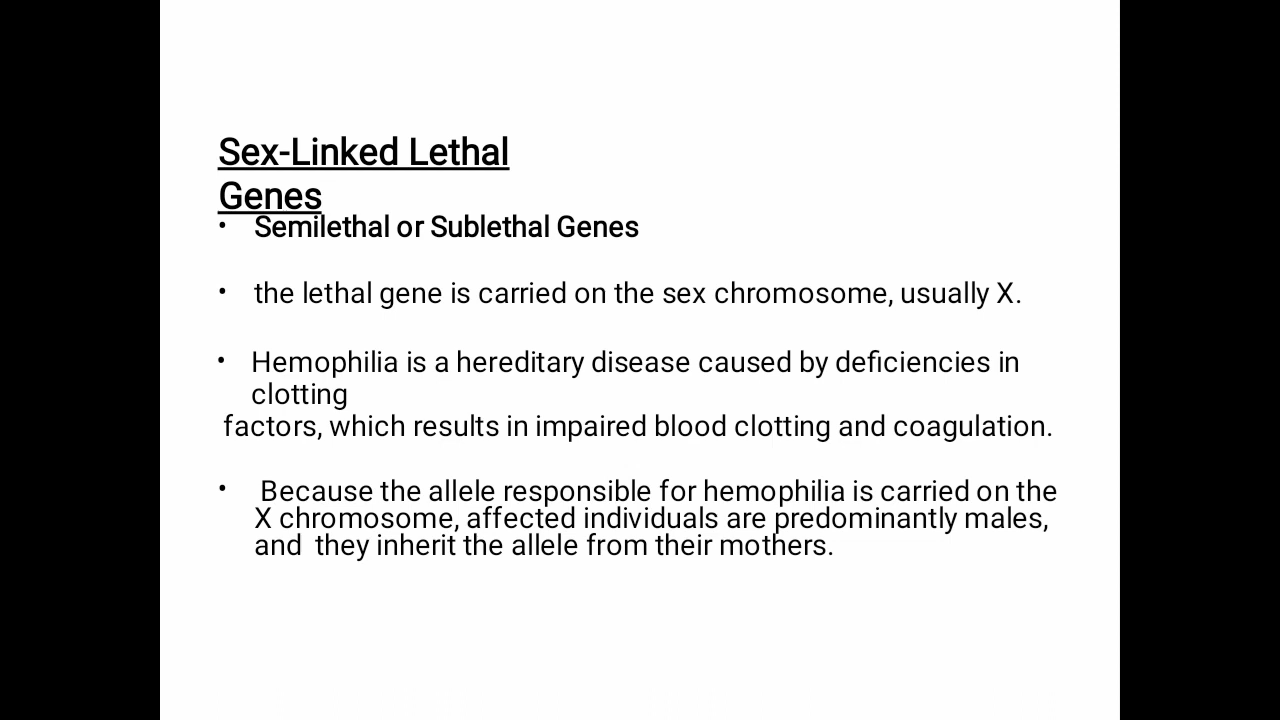 Sex-Linked Lethal
Genes
• Semilethal or Sublethal Genes
• the lethal gene is carried on the sex chromosome, usually X.
• Hemophilia is a hereditary disease caused by deficiencies in
clotting
factors, which results in impaired blood clotting and coagulation.
• Because the allele responsible for hemophilia is carried on the
X chromosome, affected individuals are predominantly males,
and they inherit the allele from their mothers.